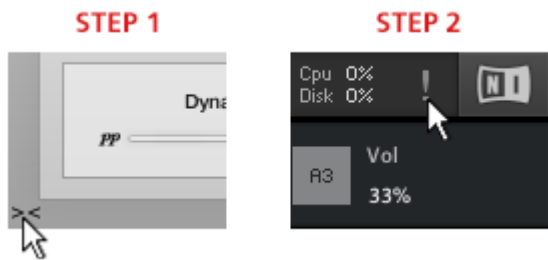 STEP 1
STEP 2
Dyna
pp
><
Cpu 0%
Disk 0%
!
NI
A3
Vol
33%